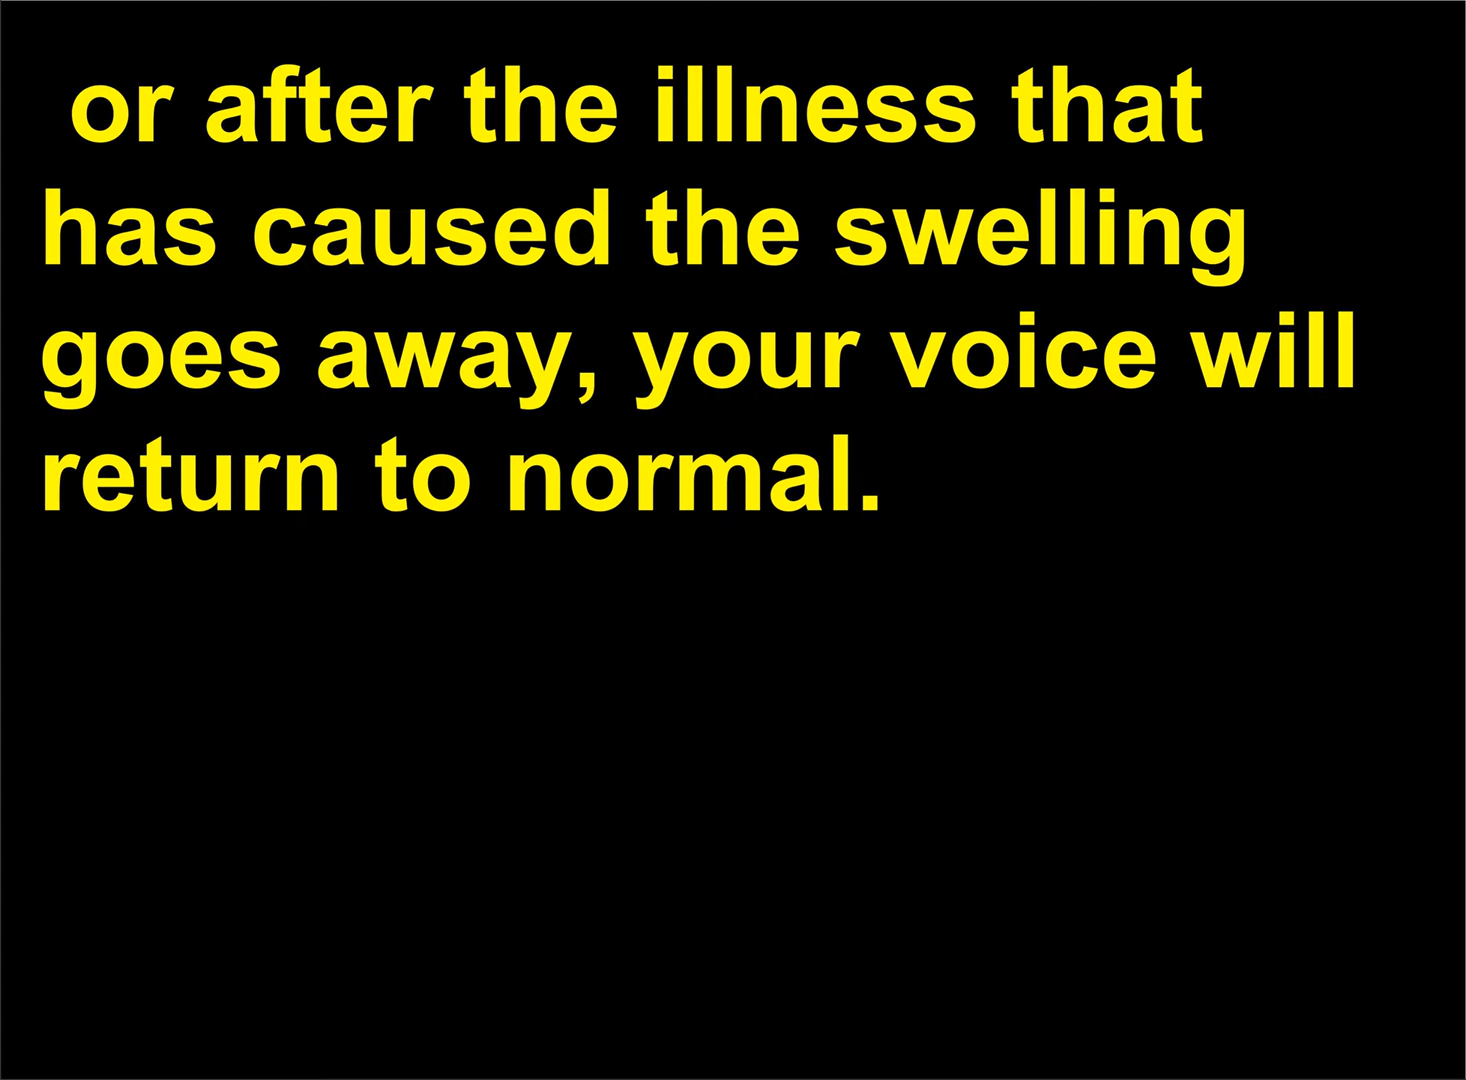 or after the illness that
has caused the swelling
goes away, your voice will
return to normal.